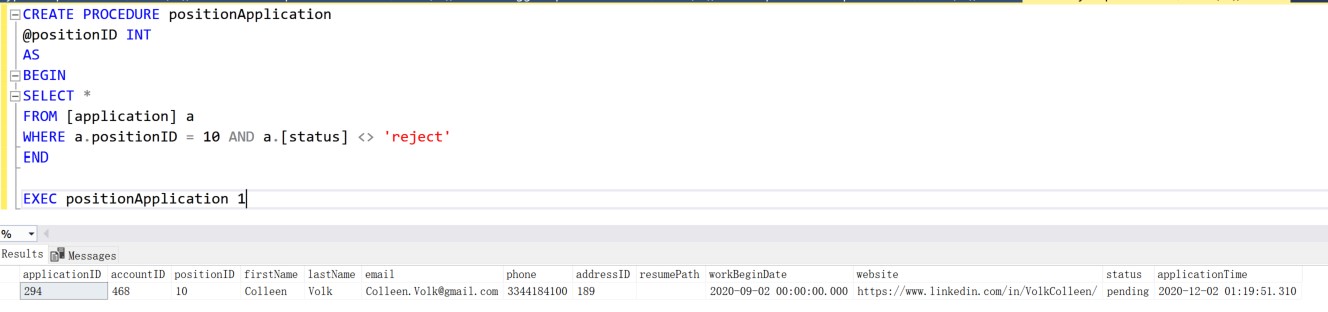 CREATE PROCEDURE positionApplication
@positionID INT
AS
BEGIN
SELECT *
FROM [application] a
WHERE a.positionID = 10 AND a.[status] <> 'reject'
END
EXEC positionApplication 1
%
Results Messages
applicationID accountID positionID firstName lastName email phone addressID resumePath workBeginDate website status applicationTime
294 468 10 Colleen Volk Colleen.Volk@gmail.com 3344184100 189 2020-09-02 00:00:00.000 https://www.linkedin.com/in/VolkColleen/ pending 2020-12-02 01:19:51.310